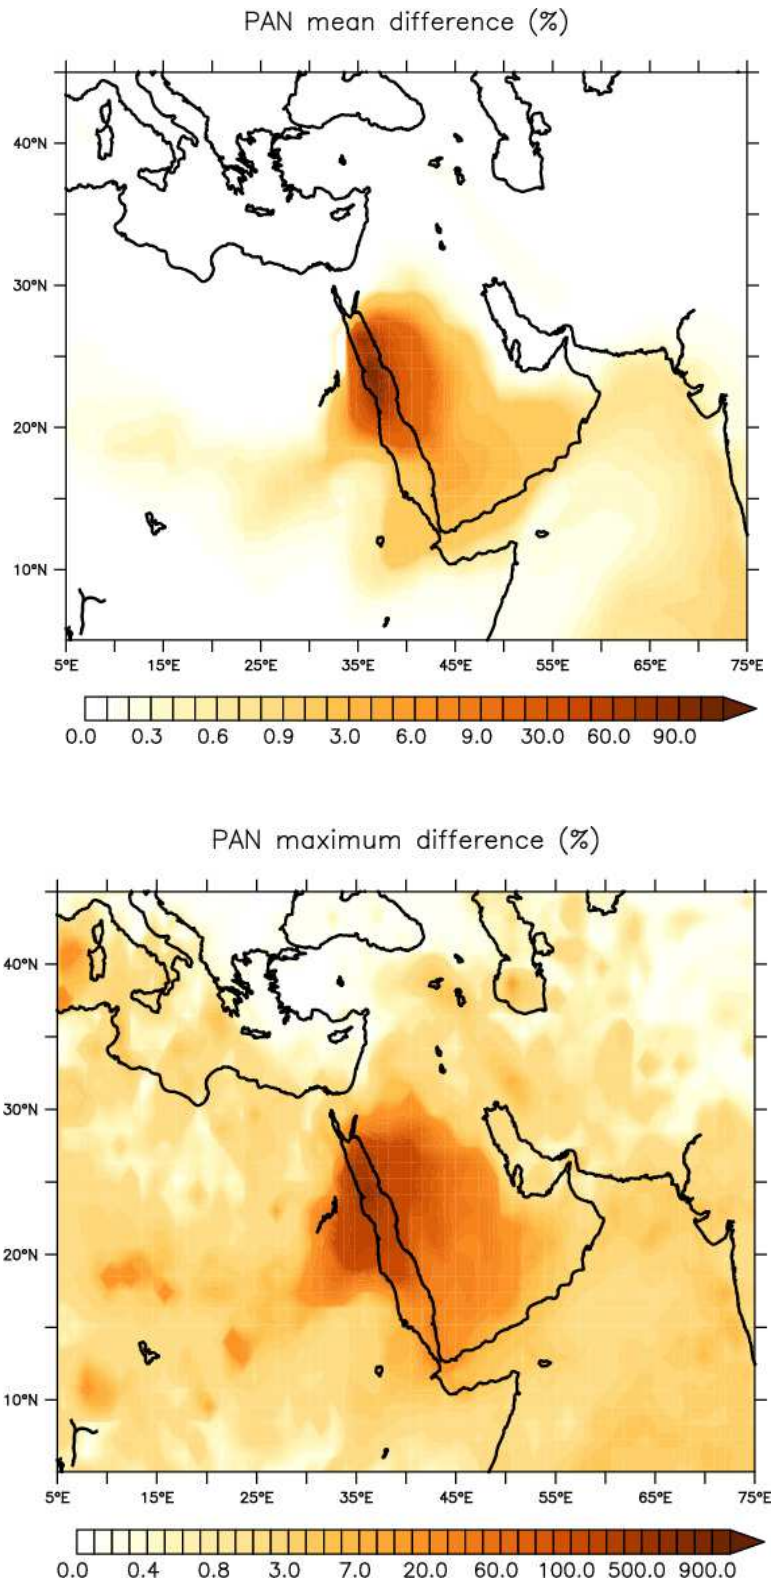 PAN mean difference (%)
40°N
30°N
20°N
10°N
5°E 15°E 25°E 35°E 45°E 55°E 65°E 75°E
0.0 0.3 0.6 0.9 3.0 6.0 9.0 30.0 60.0 90.0
PAN maximum difference (%)
40°N
30°N
20°N
10°N
5°E 15°E 25°E 35°E 45°E 55°E 65°E 75°E
0.0 0.4 0.8 3.0 7.0 20.0 60.0 100.0 500.0 900.0